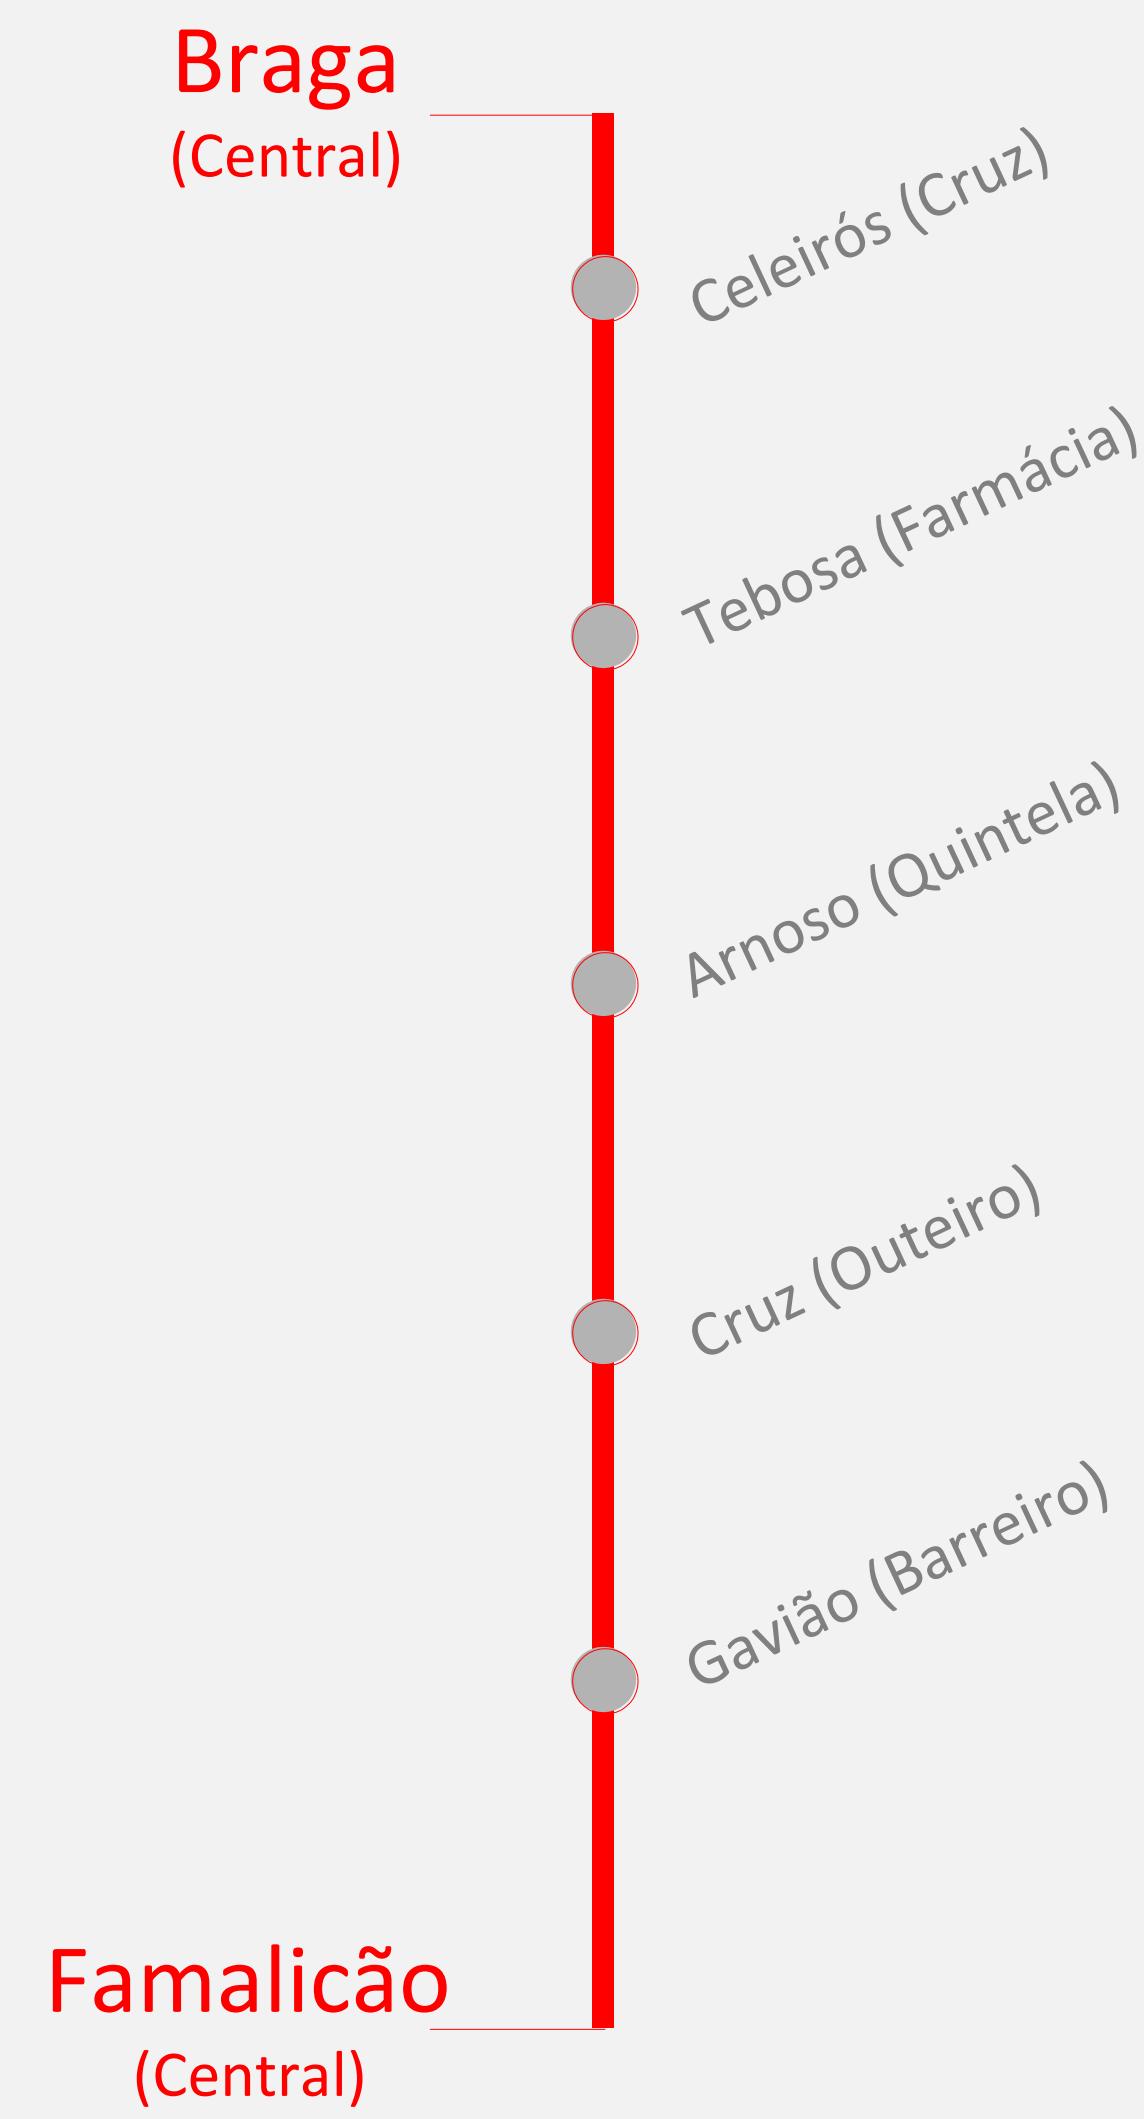 Braga
(Central)
Celeirós (Cruz)
Tebosa (Farmácia)
Arnoso (Quintela)
Cruz (Outeiro)
Gavião (Barreiro)
Famalicão
(Central)